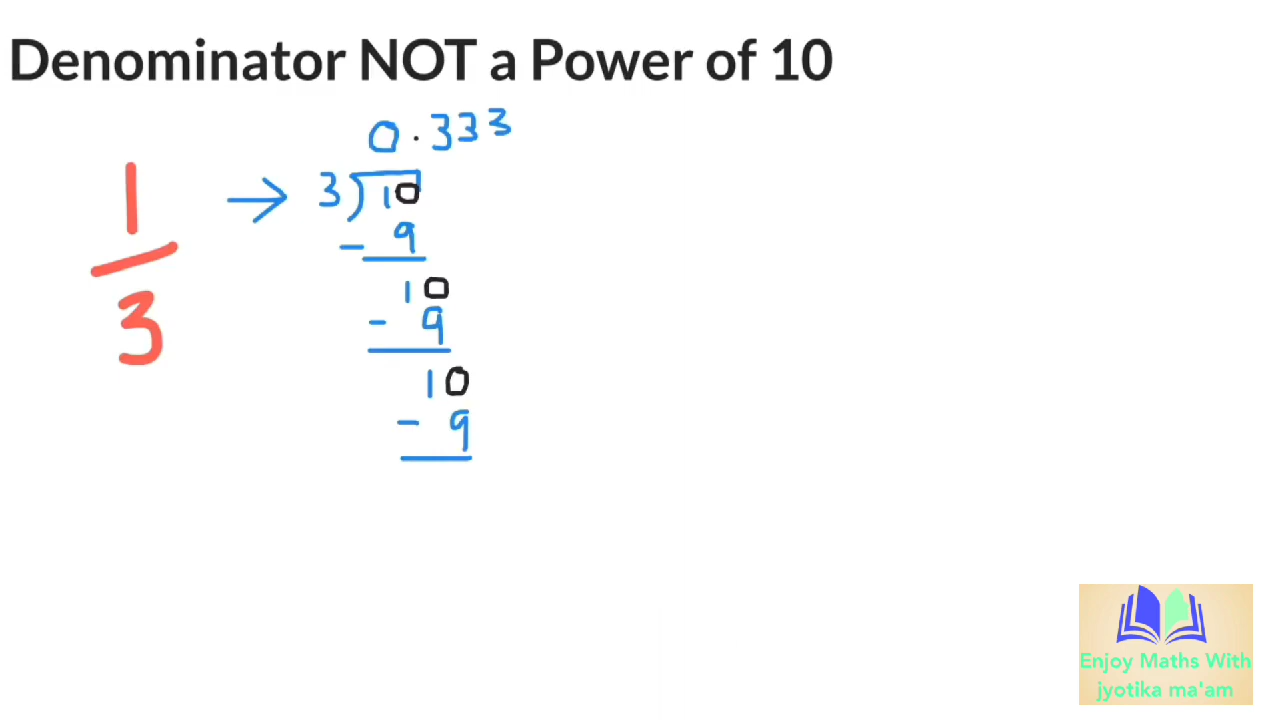 Denominator NOT a Power of 10
0.333
1/3 → 3)10
- 9
10
- 9
10
- 9
Enjoy Maths With
jyotika ma'am